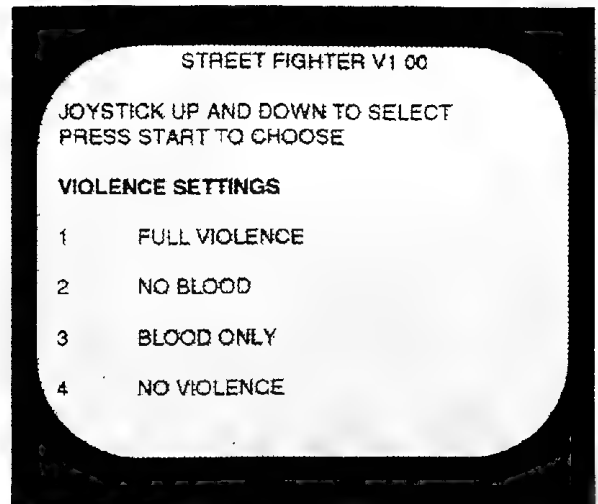 STREET FIGHTER V1 00
JOYSTICK UP AND DOWN TO SELECT
PRESS START TO CHOOSE
VIOLENCE SETTINGS
1 FULL VIOLENCE
2 NO BLOOD
3 BLOOD ONLY
4 NO VIOLENCE